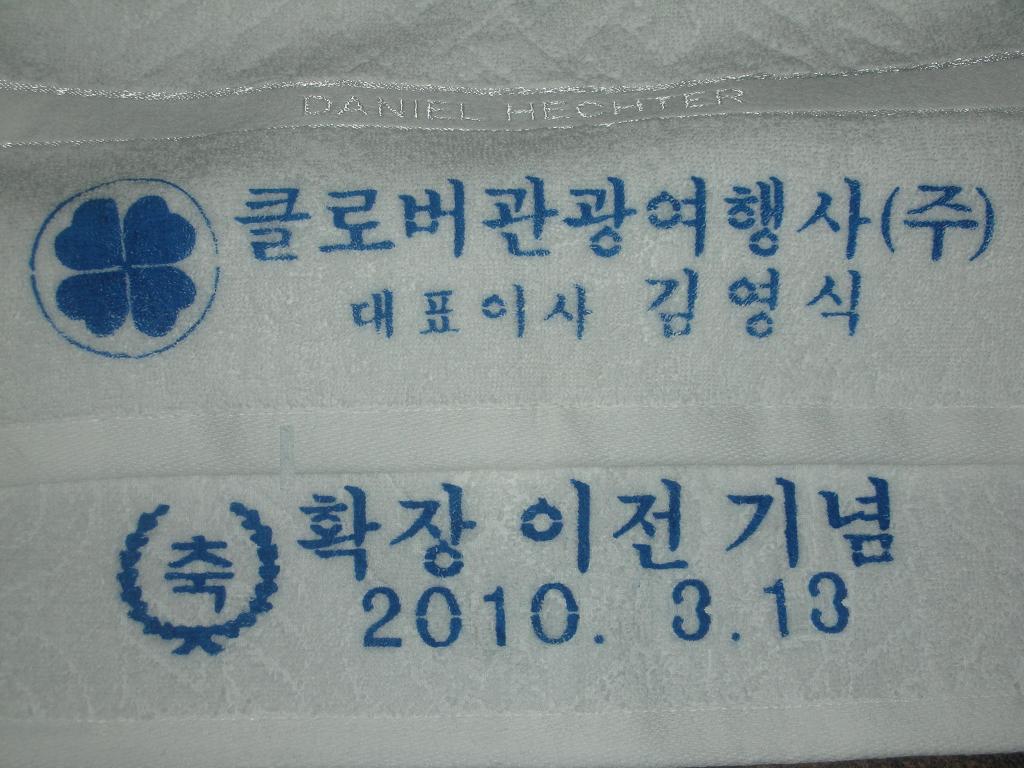 DANIEL HECHTER
클로버관광여행사(주)
대표이사 김영식
축 확장 이전 기념
2010. 3.13